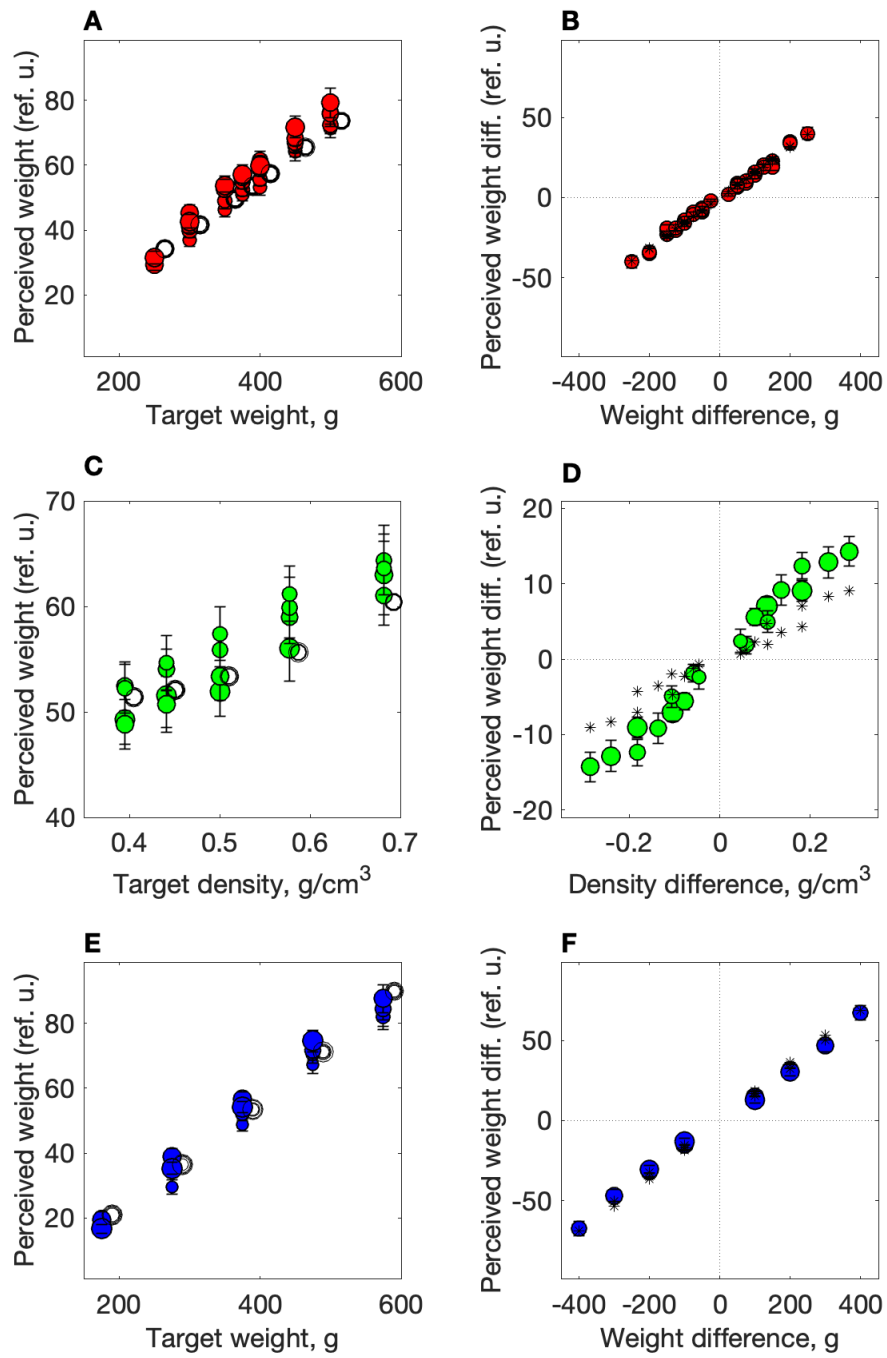 A
Perceived weight (ref. u.)
80
60
40
20
200
400
600
Target weight, g
B
Perceived weight diff. (ref. u.)
50
0
-50
-400
-200
0
200
400
Weight difference, g
C
Perceived weight (ref. u.)
70
60
50
40
0.4
0.5
0.6
0.7
Target density, g/cm³
D
Perceived weight diff. (ref. u.)
20
10
0
-10
-20
-0.2
0
0.2
Density difference, g/cm³
E
Perceived weight (ref. u.)
80
60
40
20
200
400
600
Target weight, g
F
Perceived weight diff. (ref. u.)
50
0
-50
-400
-200
0
200
400
Weight difference, g